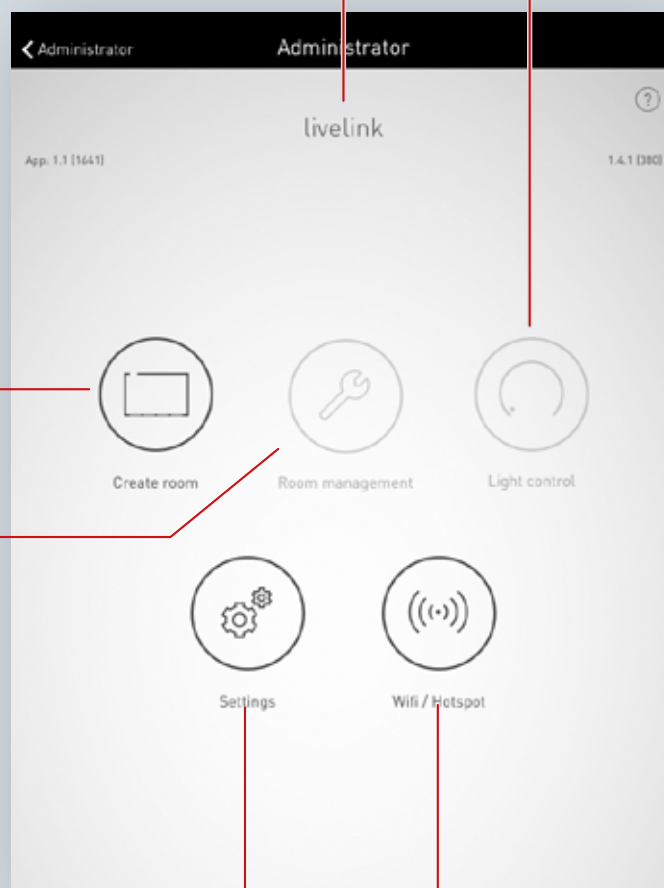 Administrator
Administrator
livelink
App. 1.1 (1641)
1.4.1 (380)
Create room
Room management
Light control
Settings
Wifi / Hotspot